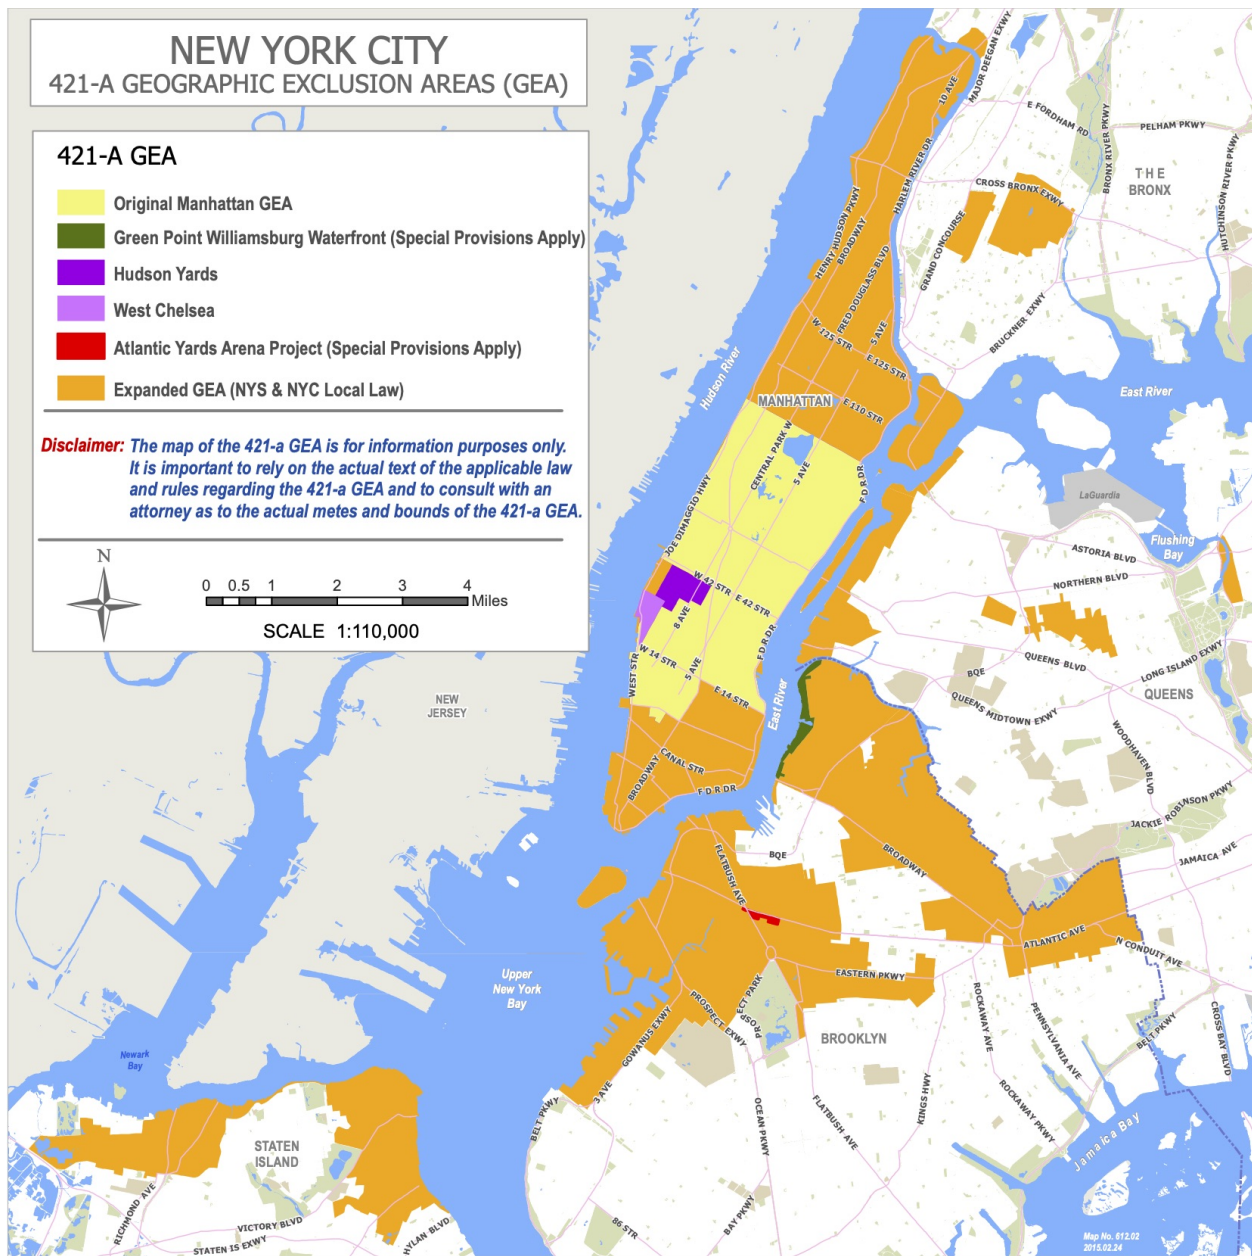 NEW YORK CITY
421-A GEOGRAPHIC EXCLUSION AREAS (GEA)
421-A GEA
Original Manhattan GEA
Green Point Williamsburg Waterfront (Special Provisions Apply)
Hudson Yards
West Chelsea
Atlantic Yards Arena Project (Special Provisions Apply)
Expanded GEA (NYS & NYC Local Law)
Disclaimer: The map of the 421-a GEA is for information purposes only.
It is important to rely on the actual text of the applicable law
and rules regarding the 421-a GEA and to consult with an
attorney as to the actual metes and bounds of the 421-a GEA.
N
0 0.5 1 2 3 4
Miles
SCALE 1:110,000
MAJOR DEEGAN EXWY
10 AVE
E FORDHAM RD
BRONX RIVER PKWY
PELHAM PKWY
HUTCHINSON RIVER PKWY
THE
BRONX
HARLEM RIVER DR
CROSS BRONX EXWY
GRAND CONCOURSE
HENRY HUDSON PKWY
BROADWAY
FRED DOUGLASS BLVD
5 AVE
BRUCKNER EXWY
W 125 STR
E 125 STR
Hudson River
East River
MANHATTAN
E 110 STR
CENTRAL PARK W
5 AVE
F D R DR
JOE DIMAGGIO HWY
LaGuardia
Flushing
Bay
ASTORIA BLVD
NORTHERN BLVD
W 42 STR
E 42 STR
8 AVE
F D R DR
W 14 STR
5 AVE
WEST STR
E 14 STR
East River
QUEENS BLVD
LONG ISLAND EXWY
BQE
QUEENS MIDTOWN EXWY
QUEENS
WOODHAVEN BLVD
NEW
JERSEY
CANAL STR
BROADWAY
F D R DR
JACKIE ROBINSON PKWY
JAMAICA AVE
BQE
FLATBUSH AVE
BROADWAY
ATLANTIC AVE
N CONDUIT AVE
EASTERN PKWY
Upper
New York
Bay
PROSPECT PARK
PROSPECT EXWY
GOWANUS EXWY
BROOKLYN
ROCKAWAY AVE
PENNSYLVANIA AVE
BELT PKWY
CROSS BAY BLVD
Newark
Bay
3 AVE
BELT PKWY
OCEAN PKWY
FLATBUSH AVE
KINGS HWY
ROCKAWAY PKWY
Jamaica Bay
STATEN
ISLAND
RICHMOND AVE
VICTORY BLVD
STATEN IS EXWY
HYLAN BLVD
86 STR
BAY PKWY
Map No. 612.02
2015.02.24